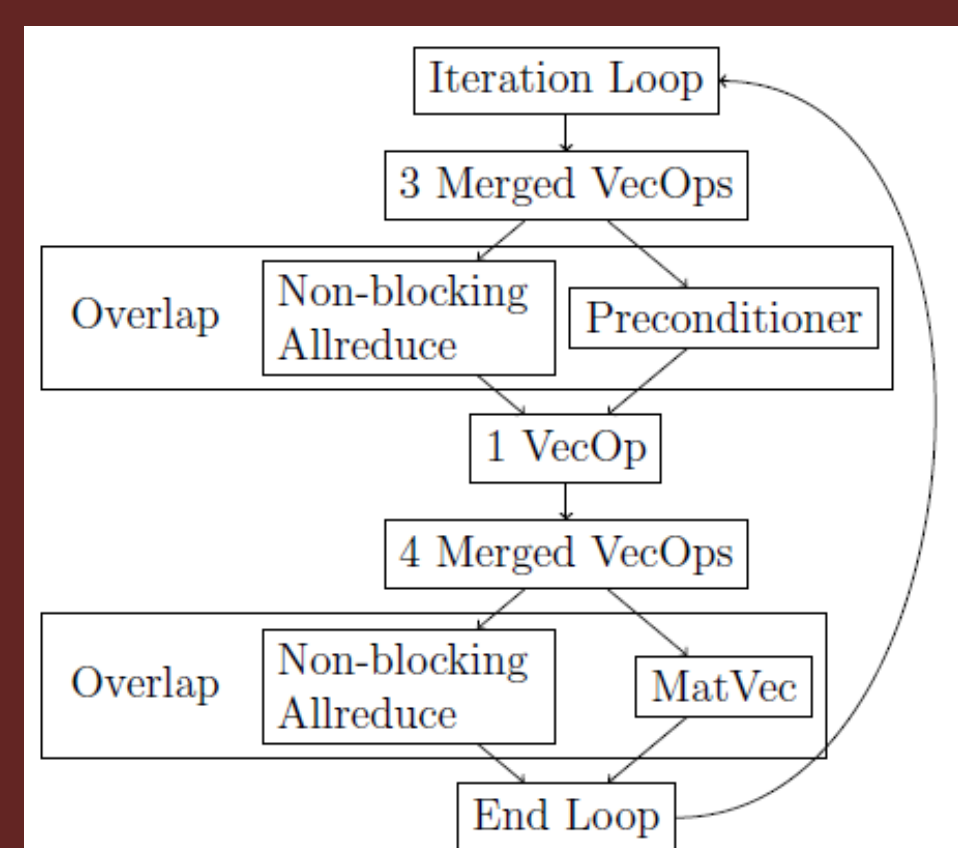 Iteration Loop
3 Merged VecOps
Overlap
Non-blocking
Allreduce
Preconditioner
1 VecOp
4 Merged VecOps
Overlap
Non-blocking
Allreduce
MatVec
End Loop